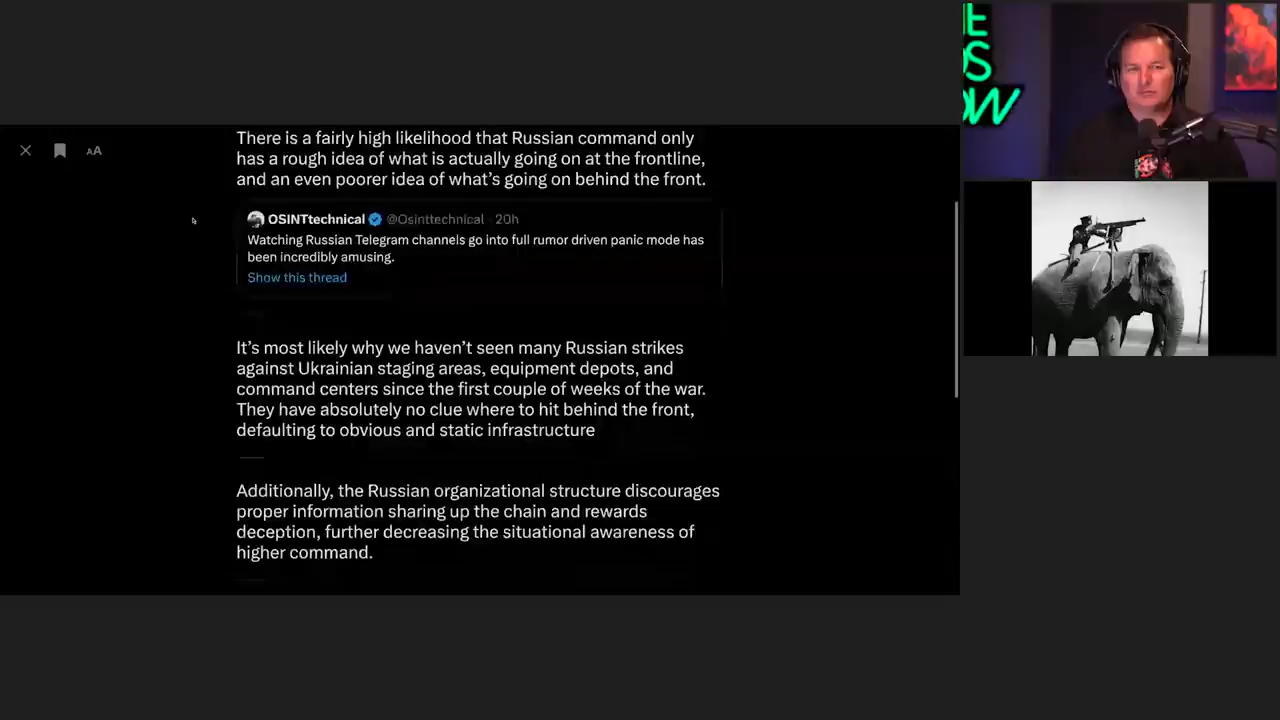 There is a fairly high likelihood that Russian command only
has a rough idea of what is actually going on at the frontline,
and an even poorer idea of what's going on behind the front.
AA
OSINTtechnical @Osinttechnical · 20h
Watching Russian Telegram channels go into full rumor driven panic mode has
been incredibly amusing.
Show this thread
It's most likely why we haven't seen many Russian strikes
against Ukrainian staging areas, equipment depots, and
command centers since the first couple of weeks of the war.
They have absolutely no clue where to hit behind the front,
defaulting to obvious and static infrastructure
Additionally, the Russian organizational structure discourages
proper information sharing up the chain and rewards
deception, further decreasing the situational awareness of
higher command.